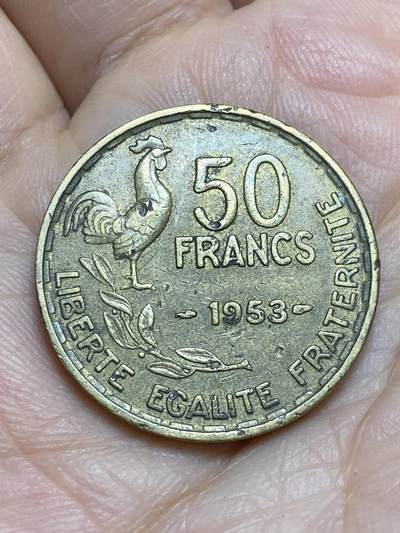 50
FRANCS
- 1953 -
LIBERTE EGALITE FRATERNITE